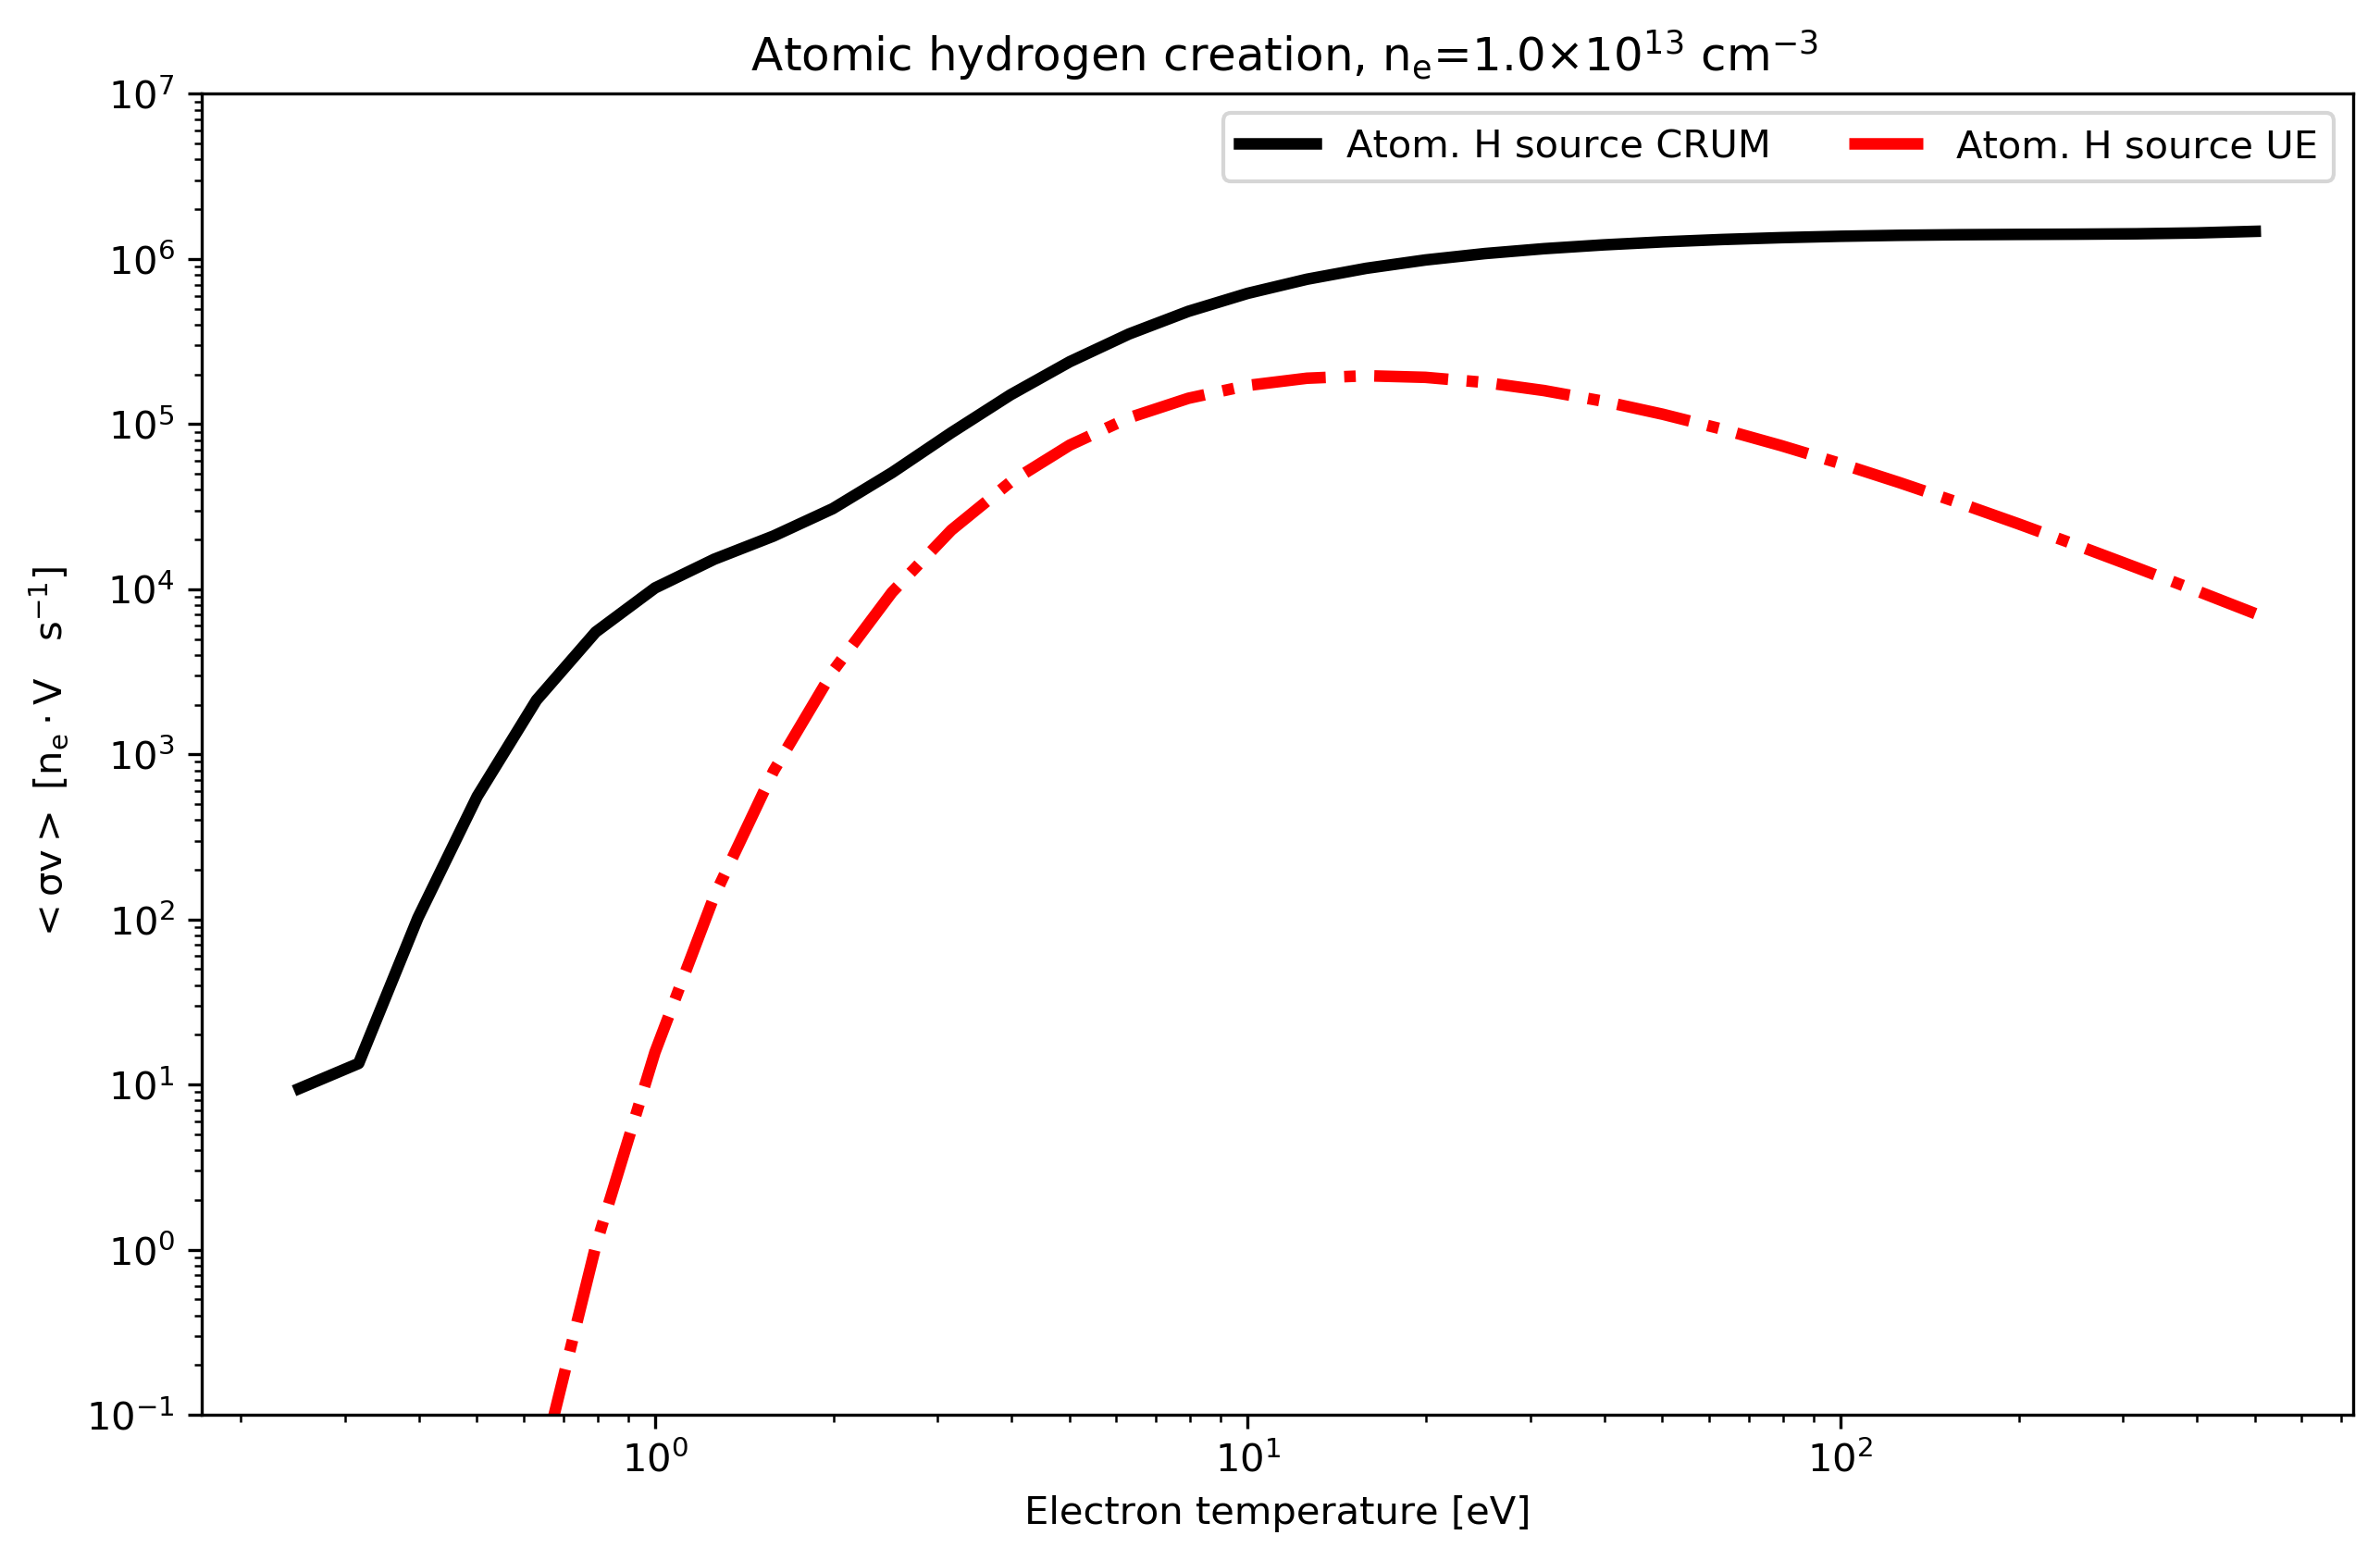 Atomic hydrogen creation, nₑ=1.0×10¹³ cm⁻³
Atom. H source CRUM
Atom. H source UE
10⁷
10⁶
10⁵
10⁴
10³
10²
10¹
10⁰
10⁻¹
<σv> [nₑ·V s⁻¹]
10⁰
10¹
10²
Electron temperature [eV]